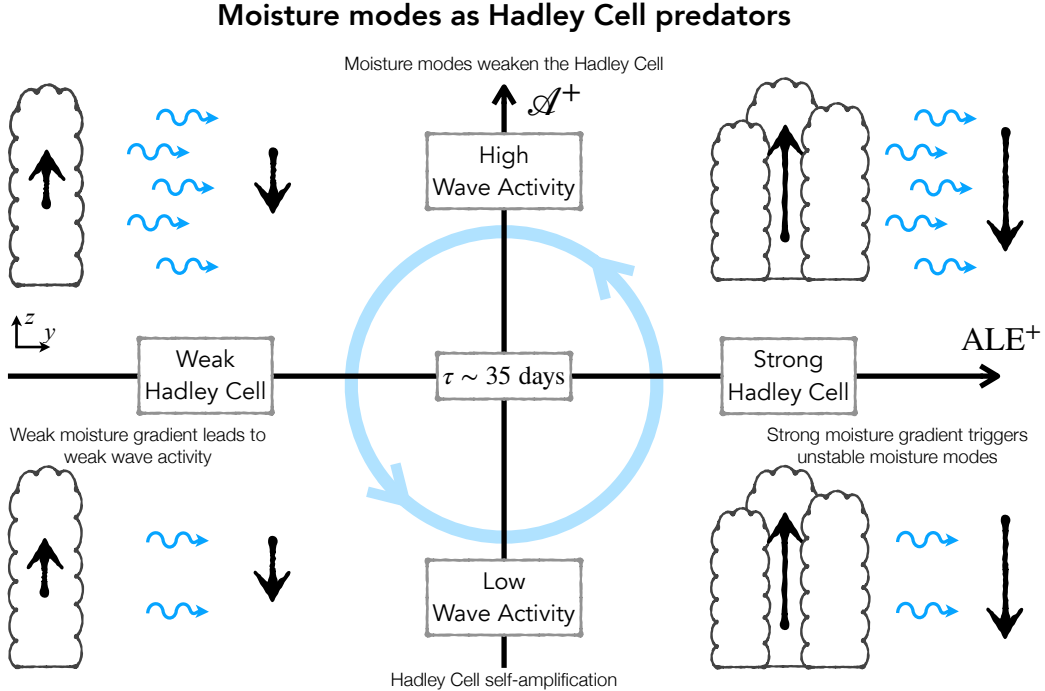 Moisture modes as Hadley Cell predators
Moisture modes weaken the Hadley Cell
𝒜⁺
High
Wave Activity
z
y
Weak
Hadley Cell
τ ~ 35 days
Strong
Hadley Cell
ALE⁺
Weak moisture gradient leads to
weak wave activity
Strong moisture gradient triggers
unstable moisture modes
Low
Wave Activity
Hadley Cell self-amplification